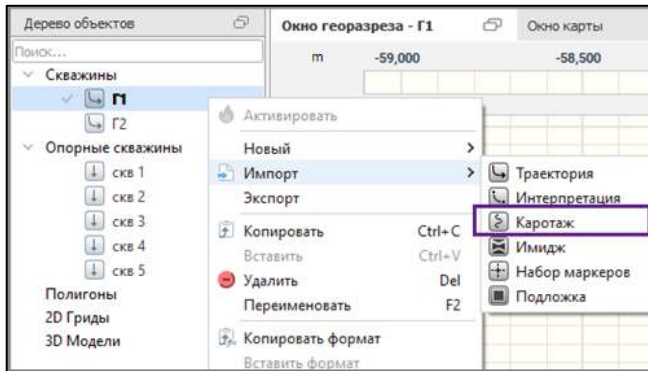 Дерево объектов
Поиск...
Скважины
Г1
Г2
Опорные скважины
скв 1
скв 2
скв 3
скв 4
скв 5
Полигоны
2D Гриды
3D Модели
Окно георазреза - Г1
Окно карты
m -59,000 -58,500
Активировать
Новый >
Импорт >
Экспорт
Копировать Ctrl+C
Вставить Ctrl+V
Удалить Del
Переименовать F2
Копировать формат
Вставить формат
Траектория
Интерпретация
Каротаж
Имидж
Набор маркеров
Подложка